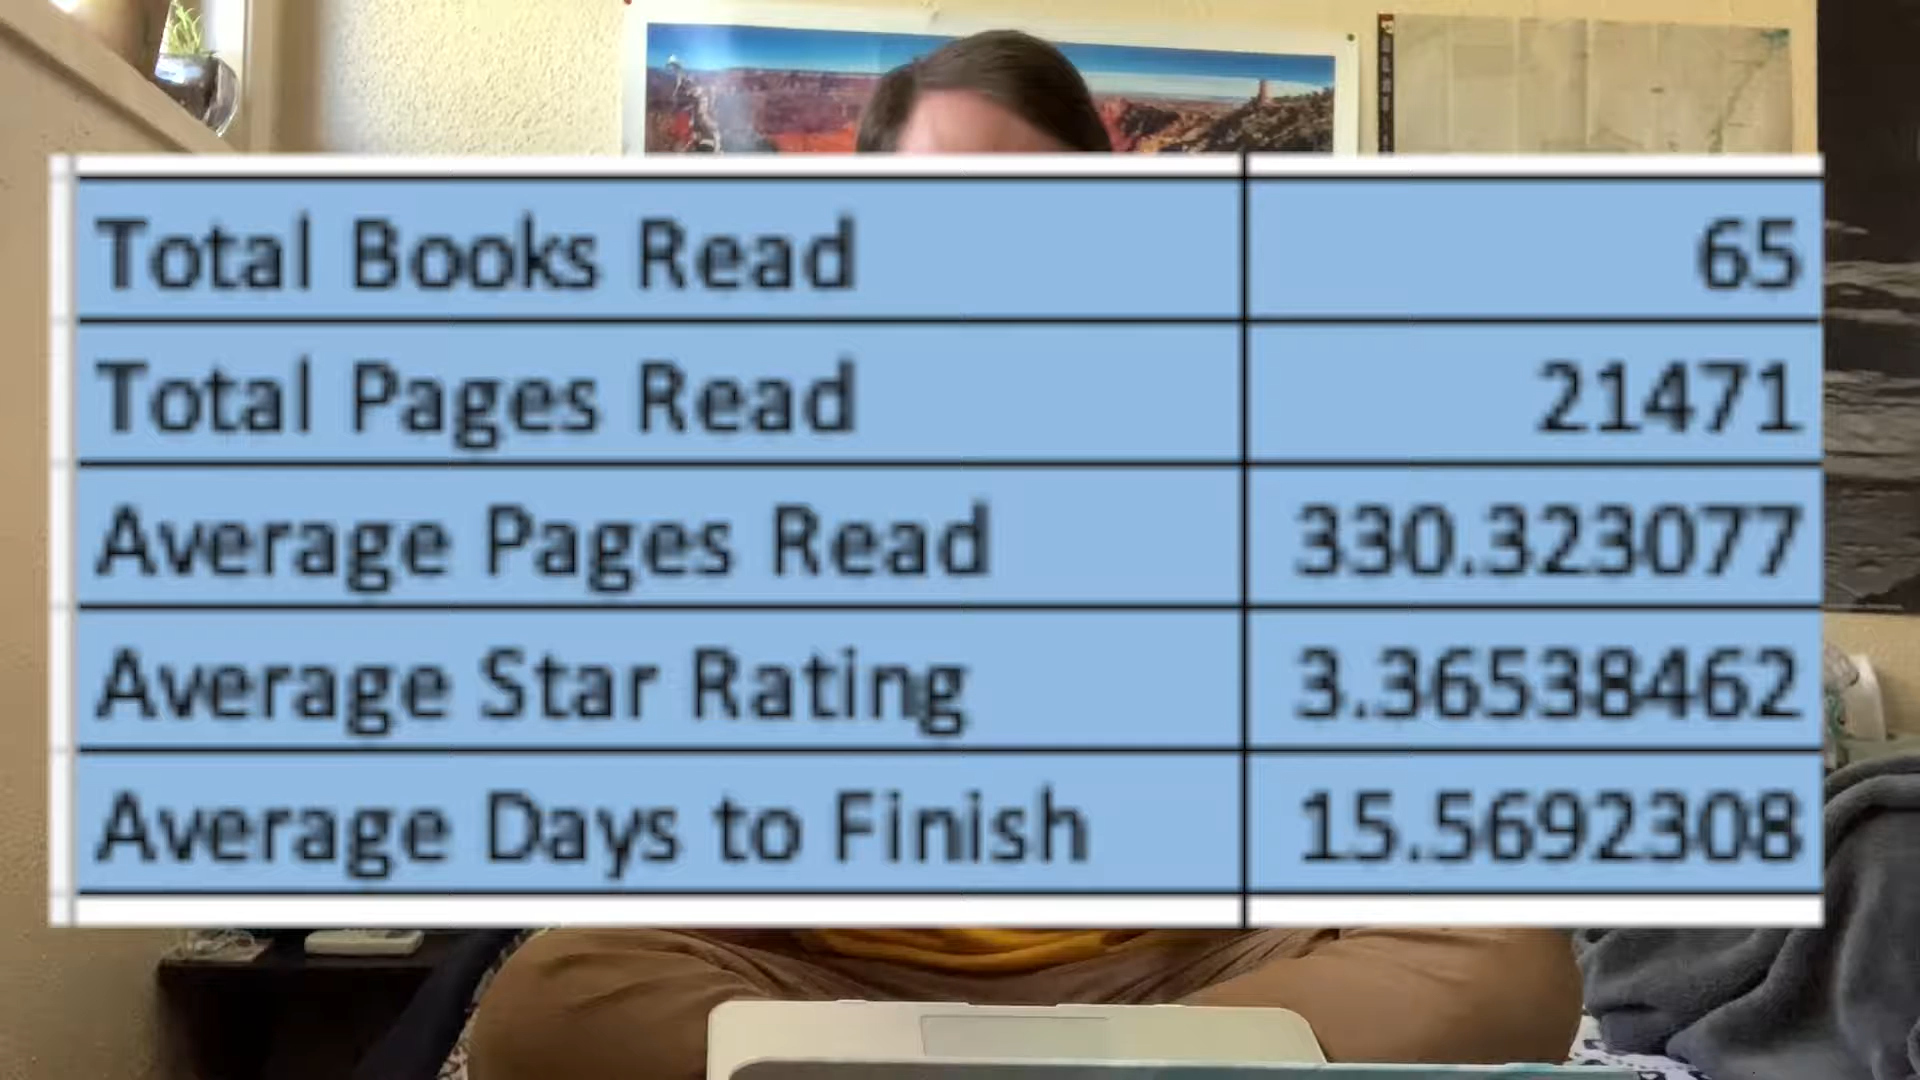 Total Books Read 65
Total Pages Read 21471
Average Pages Read 330.323077
Average Star Rating 3.36538462
Average Days to Finish 15.5692308